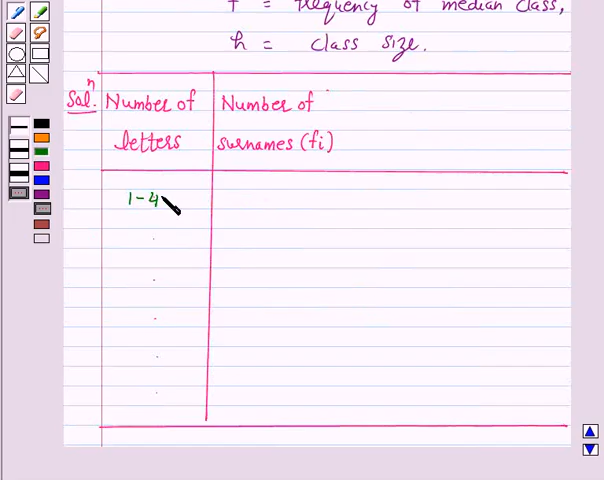 f = frequency of median class,
h = class size.
Solⁿ. Number of letters
Number of surnames (fi)
1-4